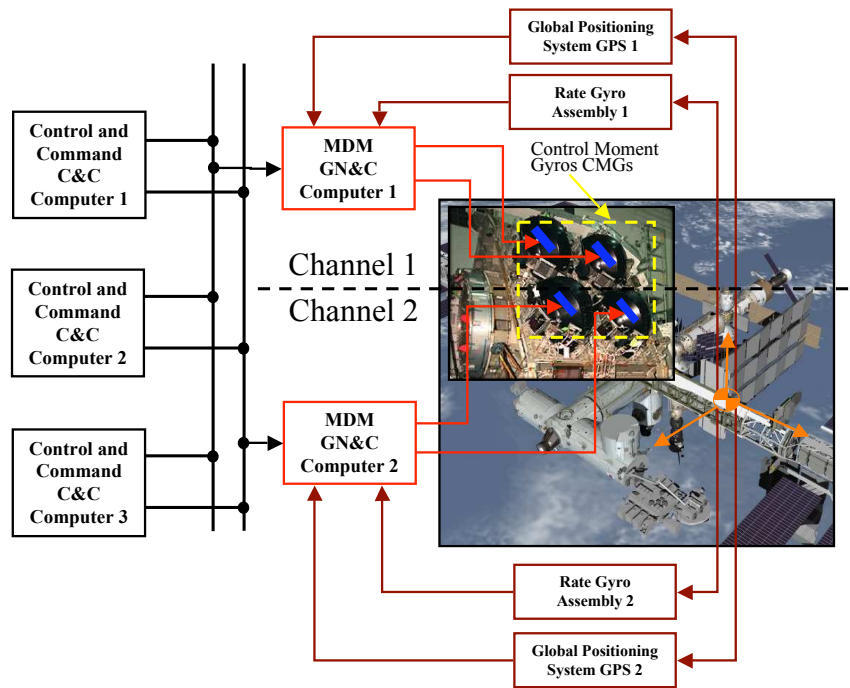 Global Positioning
System GPS 1
Rate Gyro
Assembly 1
Control and
Command
C&C
Computer 1
MDM
GN&C
Computer 1
Control Moment
Gyros CMGs
Channel 1
Channel 2
Control and
Command
C&C
Computer 2
MDM
GN&C
Computer 2
Control and
Command
C&C
Computer 3
Rate Gyro
Assembly 2
Global Positioning
System GPS 2